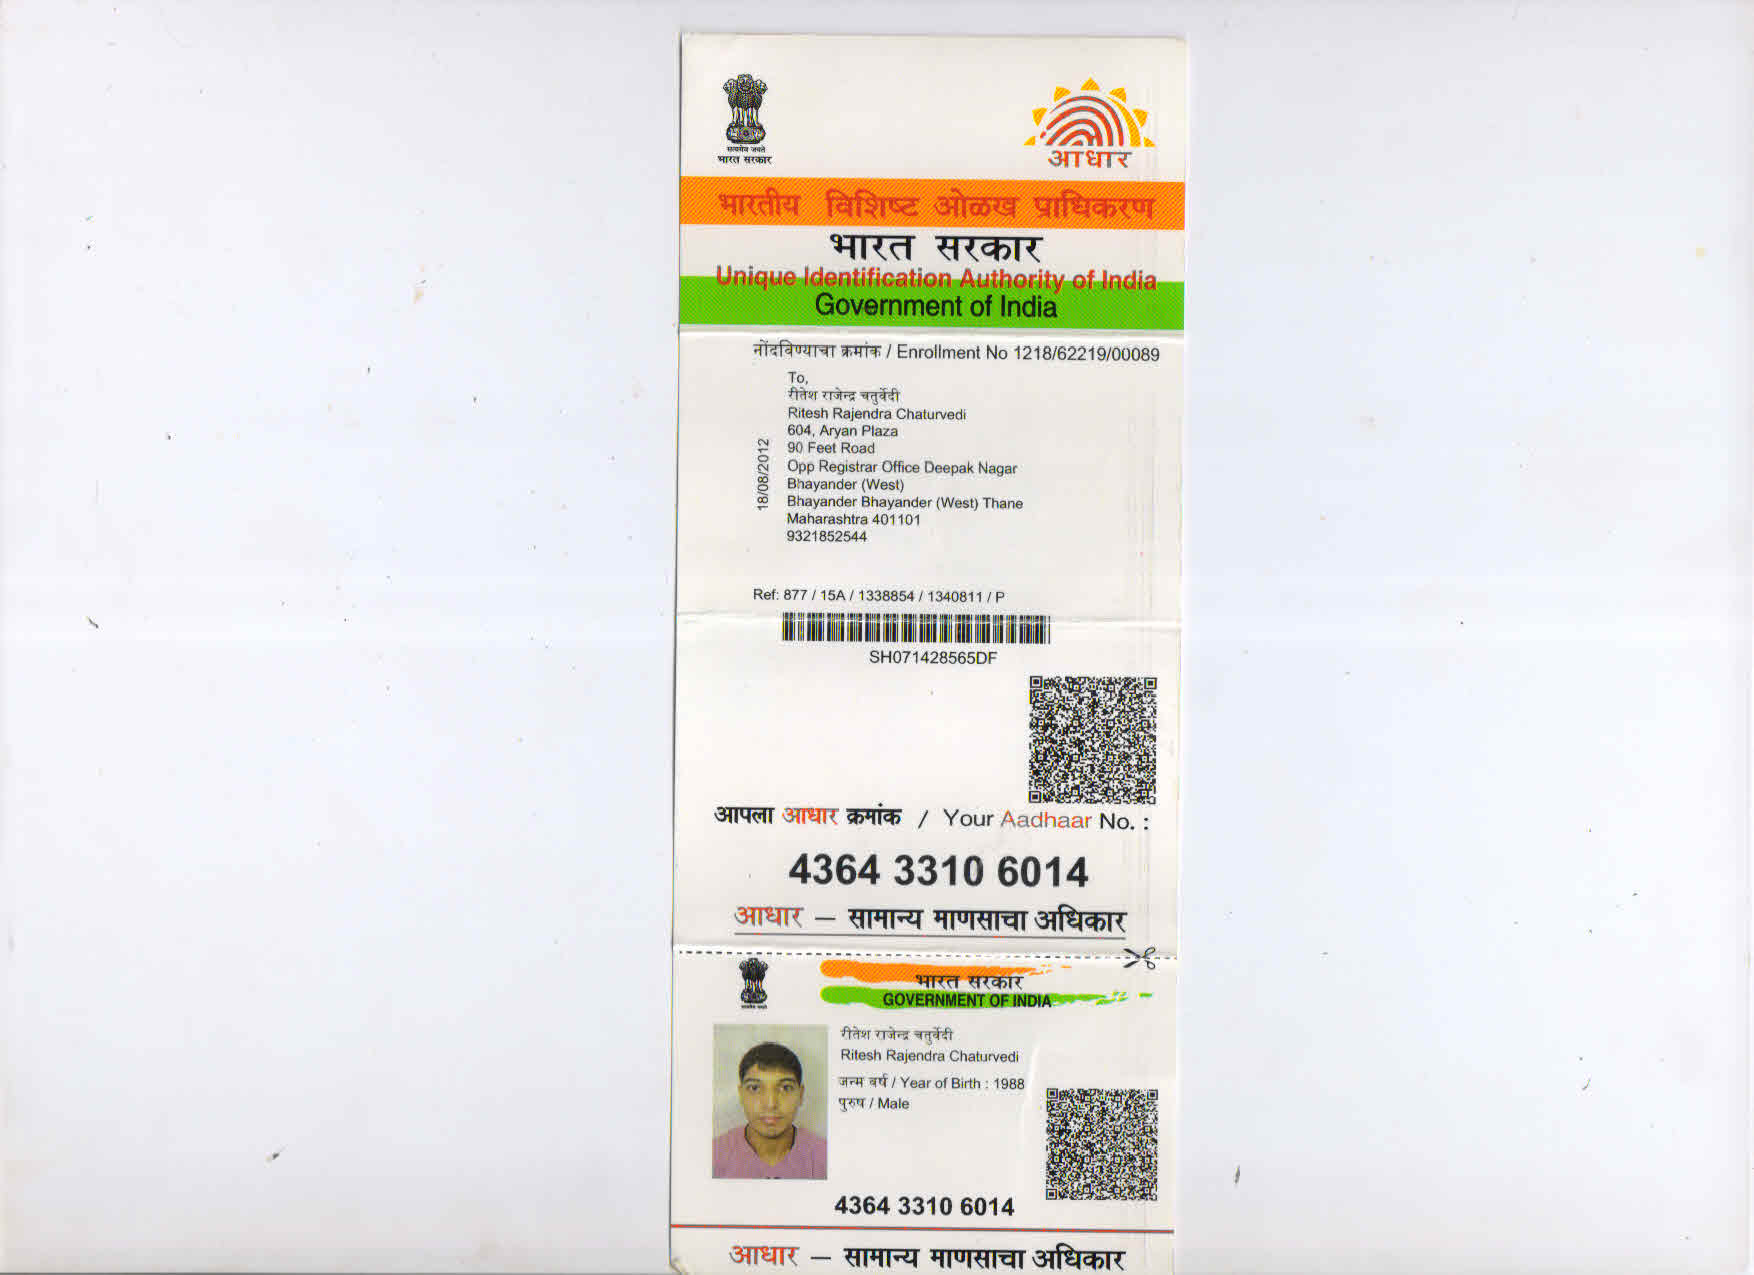 सत्यमेव जयते
भारत सरकार
आधार
भारतीय विशिष्ट ओळख प्राधिकरण
भारत सरकार
Unique Identification Authority of India
Government of India
नोंदविण्याचा क्रमांक / Enrollment No 1218/62219/00089
To,
रीतेश राजेन्द्र चतुर्वेदी
Ritesh Rajendra Chaturvedi
604, Aryan Plaza
90 Feet Road
Opp Registrar Office Deepak Nagar
Bhayander (West)
Bhayander Bhayander (West) Thane
Maharashtra 401101
9321852544
18/08/2012
Ref: 877 / 15A / 1338854 / 1340811 / P
SH071428565DF
आपला आधार क्रमांक / Your Aadhaar No. :
4364 3310 6014
आधार – सामान्य माणसाचा अधिकार
भारत सरकार
GOVERNMENT OF INDIA
रीतेश राजेन्द्र चतुर्वेदी
Ritesh Rajendra Chaturvedi
जन्म वर्ष / Year of Birth : 1988
पुरुष / Male
4364 3310 6014
आधार – सामान्य माणसाचा अधिकार